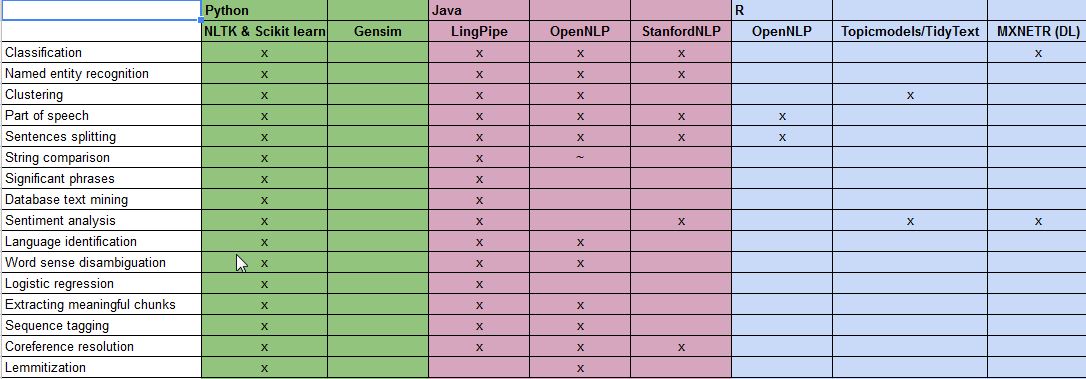 Python Java R
NLTK & Scikit learn Gensim LingPipe OpenNLP StanfordNLP OpenNLP Topicmodels/TidyText MXNETR (DL)
Classification x x x x x
Named entity recognition x x x x
Clustering x x x x
Part of speech x x x x x
Sentences splitting x x x x x
String comparison x x ~
Significant phrases x x
Database text mining x x
Sentiment analysis x x x x x
Language identification x x x
Word sense disambiguation x x x
Logistic regression x x
Extracting meaningful chunks x x x
Sequence tagging x x x
Coreference resolution x x x x
Lemmitization x x